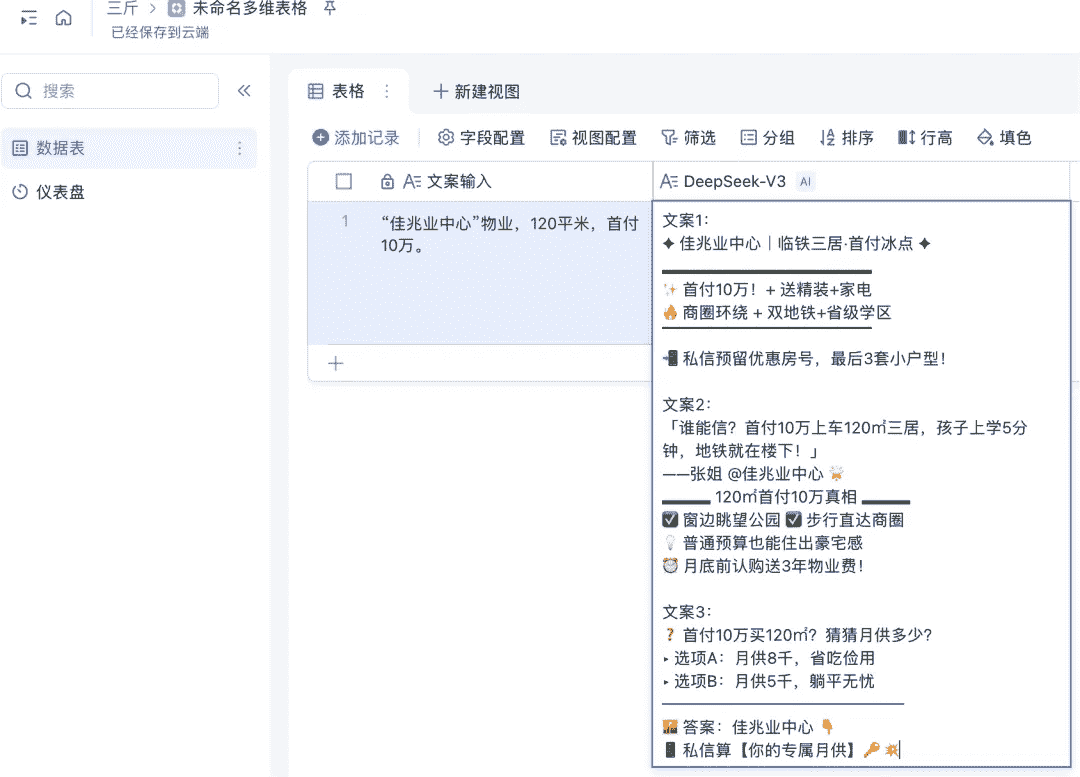 三斤 > 未命名多维表格
已经保存到云端
搜索
数据表
仪表盘
表格
+ 新建视图
添加记录 字段配置 视图配置 筛选 分组 排序 行高 填色
文案输入 DeepSeek-V3 AI
1
“佳兆业中心”物业，120平米，首付
10万。
文案1：
✦ 佳兆业中心｜临铁三居·首付冰点 ✦
✨ 首付10万！+ 送精装+家电
🔥 商圈环绕 + 双地铁+省级学区
📲 私信预留优惠房号，最后3套小户型！
文案2：
「谁能信？首付10万上车120㎡三居，孩子上学5分
钟，地铁就在楼下！」
——张姐 @佳兆业中心
▂▂▂ 120㎡首付10万真相 ▂▂▂
☑ 窗边眺望公园 ☑ 步行直达商圈
💡 普通预算也能住出豪宅感
⏰ 月底前认购送3年物业费！
文案3：
❓ 首付10万买120㎡？猜猜月供多少？
▸ 选项A：月供8千，省吃俭用
▸ 选项B：月供5千，躺平无忧
答案：佳兆业中心 👇
📱 私信算【你的专属月供】🔑 💥